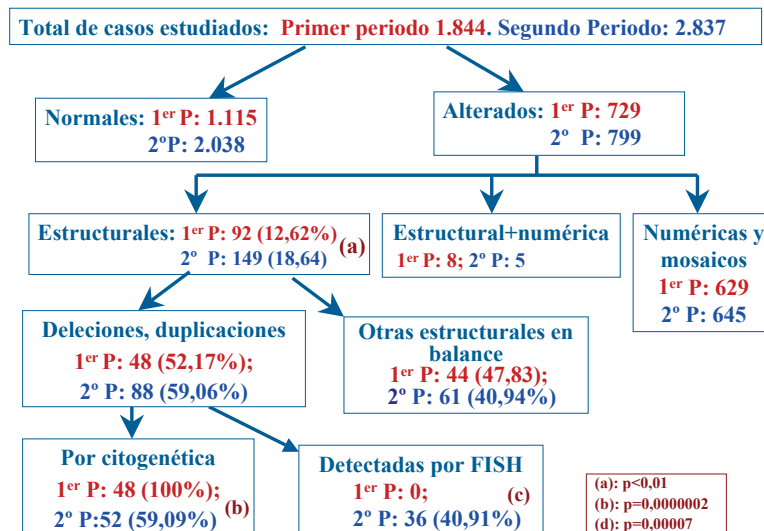 Total de casos estudiados: Primer periodo 1.844. Segundo Periodo: 2.837
Normales: 1er P: 1.115
2ºP: 2.038
Alterados: 1er P: 729
2º P: 799
Estructurales: 1er P: 92 (12,62%)
2º P: 149 (18,64)
(a)
Estructural+numérica
1er P: 8; 2º P: 5
Numéricas y
mosaicos
1er P: 629
2º P: 645
Deleciones, duplicaciones
1er P: 48 (52,17%);
2º P: 88 (59,06%)
Otras estructurales en
balance
1er P: 44 (47,83);
2º P: 61 (40,94%)
Por citogenética
1er P: 48 (100%);
2º P:52 (59,09%)
(b)
Detectadas por FISH
1er P: 0;
2º P: 36 (40,91%)
(c)
(a): p<0,01
(b): p=0,0000002
(d): p=0,00007